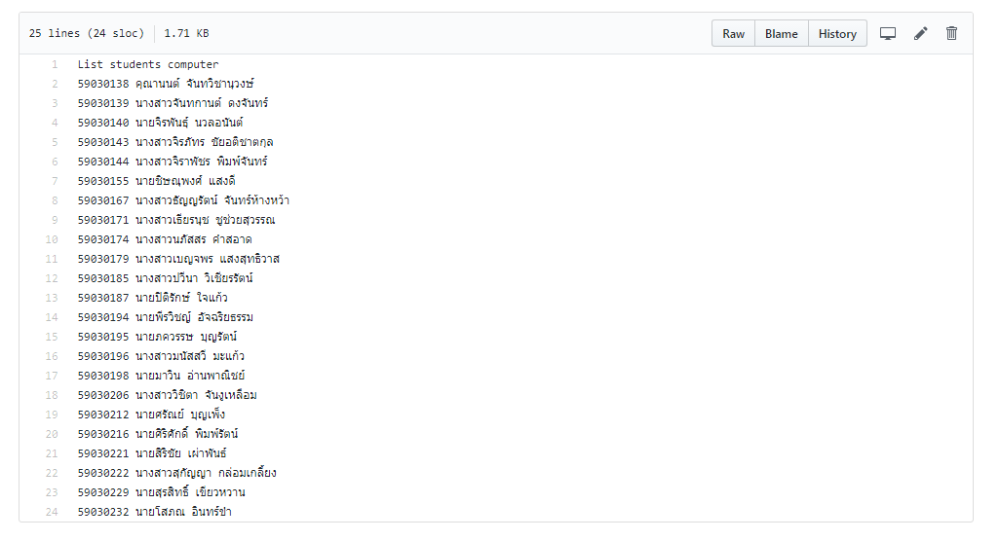 25 lines (24 sloc) 1.71 KB Raw Blame History
1 List students computer
2 59030138 คุณานนต์ จันทวิชานุวงษ์
3 59030139 นางสาวจันทกานต์ ดงจันทร์
4 59030140 นายจิรพันธุ์ นวลอนันต์
5 59030143 นางสาวจิรภัทร ชัยอติชาตกุล
6 59030144 นางสาวจิราพัชร พิมพ์จันทร์
7 59030155 นายชิษณุพงศ์ แสงดี
8 59030167 นางสาวธัญญรัตน์ จันทร์ห้างหว้า
9 59030171 นางสาวเธียรนุช ชูช่วยสุวรรณ
10 59030174 นางสาวนภัสสร คำสอาด
11 59030179 นางสาวเบญจพร แสงสุทธิวาส
12 59030185 นางสาวปวีนา วิเชียรรัตน์
13 59030187 นายปิติรักษ์ ใจแก้ว
14 59030194 นายพีรวิชญ์ อัจฉริยธรรม
15 59030195 นายภควรรษ บุญรัตน์
16 59030196 นางสาวมนัสสวี มะแก้ว
17 59030198 นายมาวิน อ่านพาณิชย์
18 59030206 นางสาววิชิตา จันงูเหลือม
19 59030212 นายศรัณย์ บุญเพ็ง
20 59030216 นายศิริศักดิ์ พิมพ์รัตน์
21 59030221 นายสิริชัย เผ่าพันธ์
22 59030222 นางสาวสุกัญญา กล่อมเกลี้ยง
23 59030229 นายสุรสิทธิ์ เขียวหวาน
24 59030232 นายโสภณ อินทร์ขำ